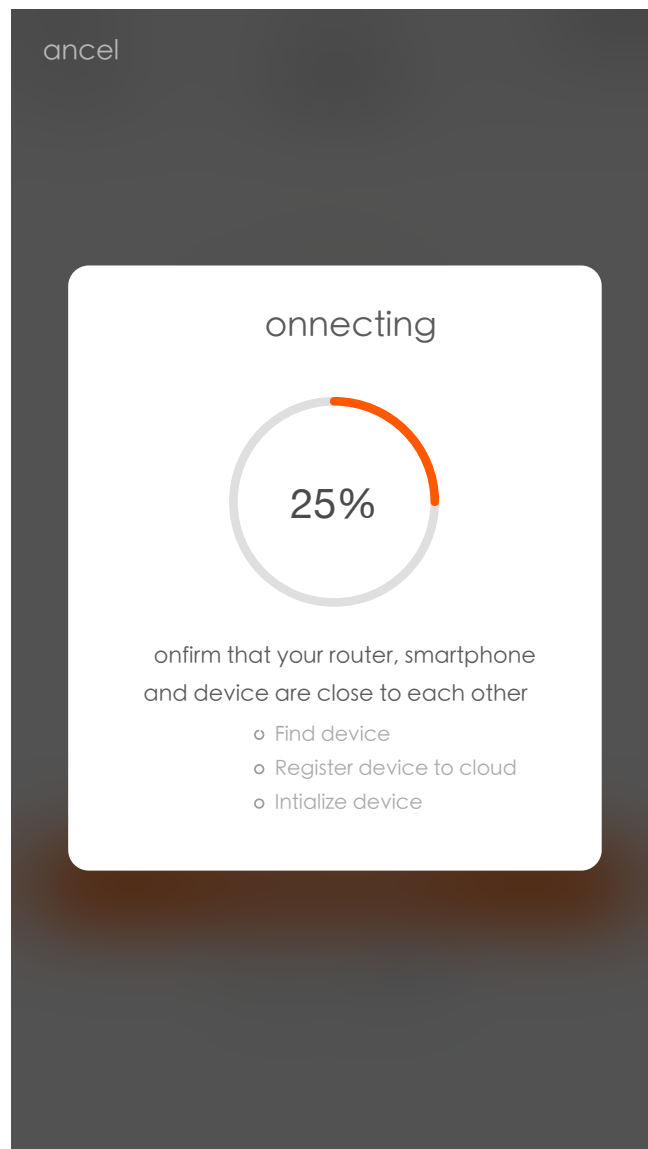 ancel
onnecting
25%
onfirm that your router, smartphone
and device are close to each other
Find device
Register device to cloud
Intialize device